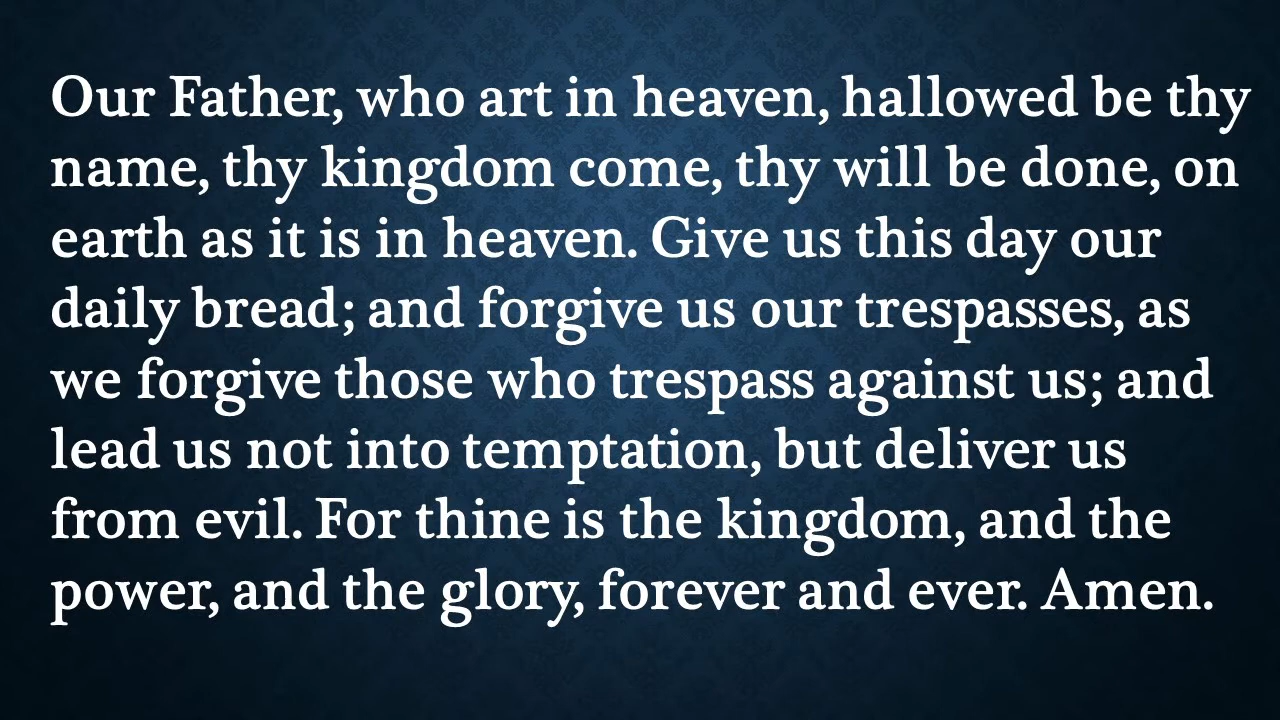 Our Father, who art in heaven, hallowed be thy
name, thy kingdom come, thy will be done, on
earth as it is in heaven. Give us this day our
daily bread; and forgive us our trespasses, as
we forgive those who trespass against us; and
lead us not into temptation, but deliver us
from evil. For thine is the kingdom, and the
power, and the glory, forever and ever. Amen.